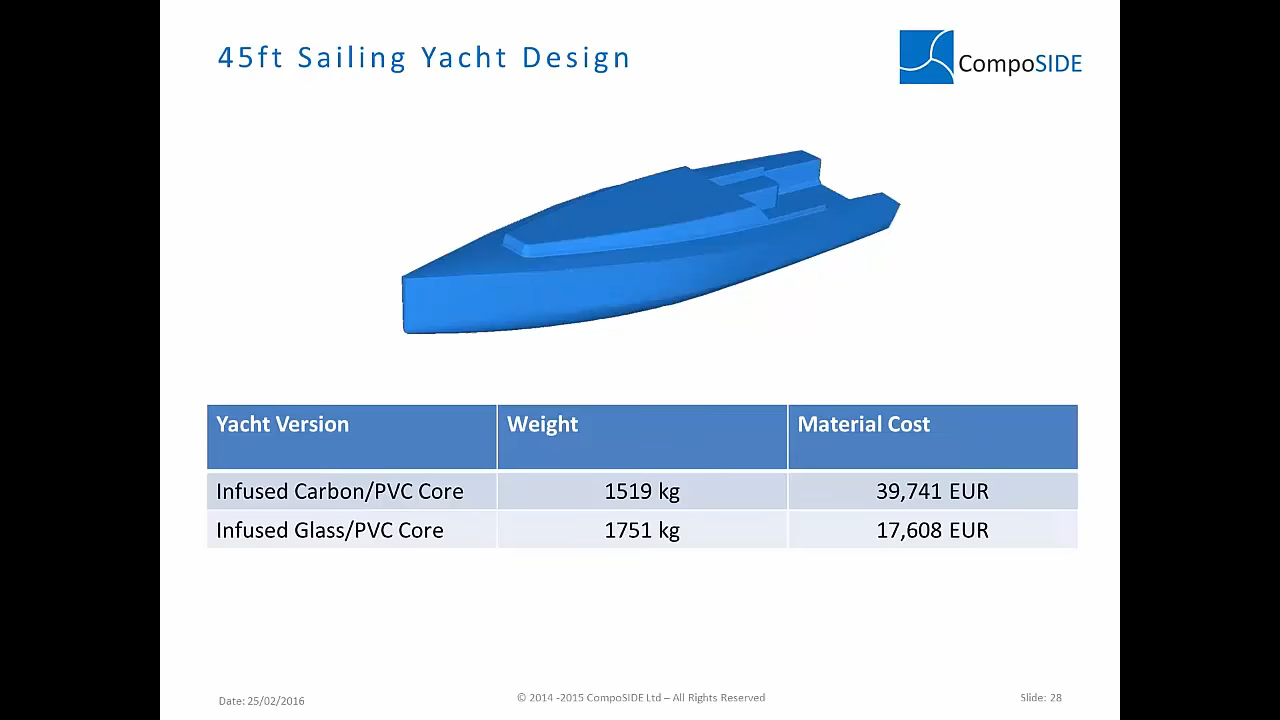 45ft Sailing Yacht Design
CompoSIDE
Yacht Version Weight Material Cost
Infused Carbon/PVC Core 1519 kg 39,741 EUR
Infused Glass/PVC Core 1751 kg 17,608 EUR
Date: 25/02/2016 © 2014 -2015 CompoSIDE Ltd – All Rights Reserved Slide: 28